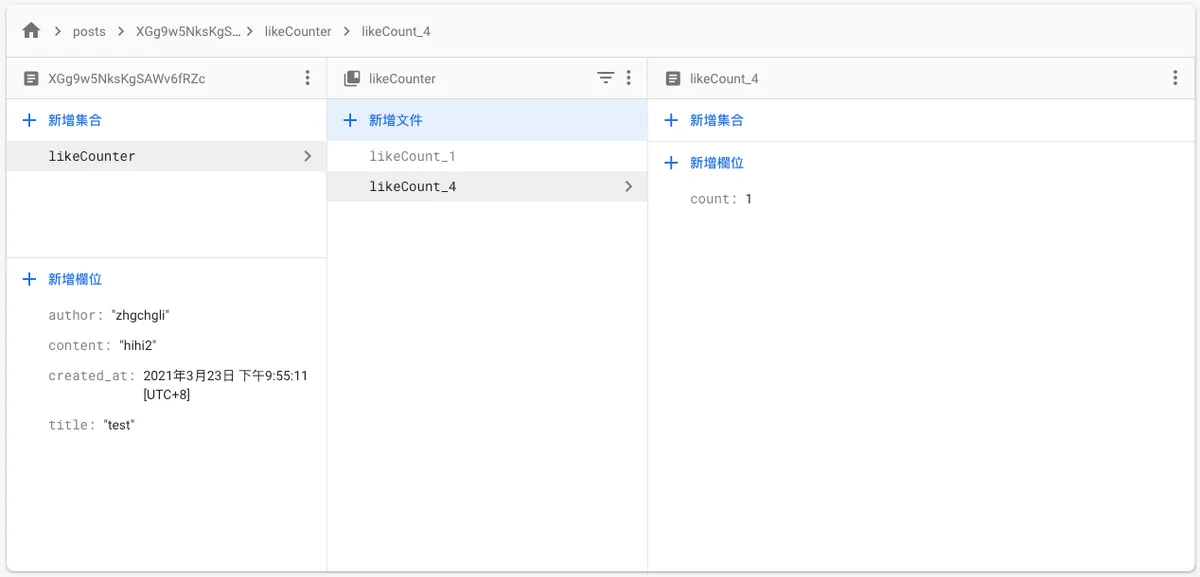 posts XGg9w5NksKgS... likeCounter likeCount_4
XGg9w5NksKgSAWv6fRZc
新增集合
likeCounter
新增欄位
author: "zhgchgli"
content: "hihi2"
created_at: 2021年3月23日 下午9:55:11
[UTC+8]
title: "test"
likeCounter
新增文件
likeCount_1
likeCount_4
likeCount_4
新增集合
新增欄位
count: 1